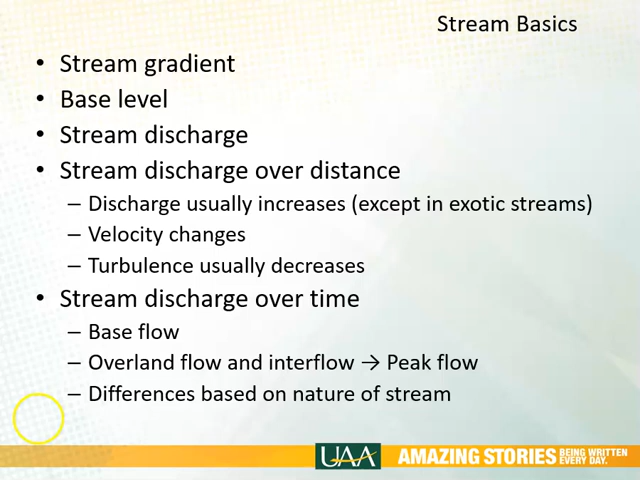 Stream Basics
• Stream gradient
• Base level
• Stream discharge
• Stream discharge over distance
– Discharge usually increases (except in exotic streams)
– Velocity changes
– Turbulence usually decreases
• Stream discharge over time
– Base flow
– Overland flow and interflow → Peak flow
– Differences based on nature of stream
UAA AMAZING STORIES BEING WRITTEN
EVERY DAY.